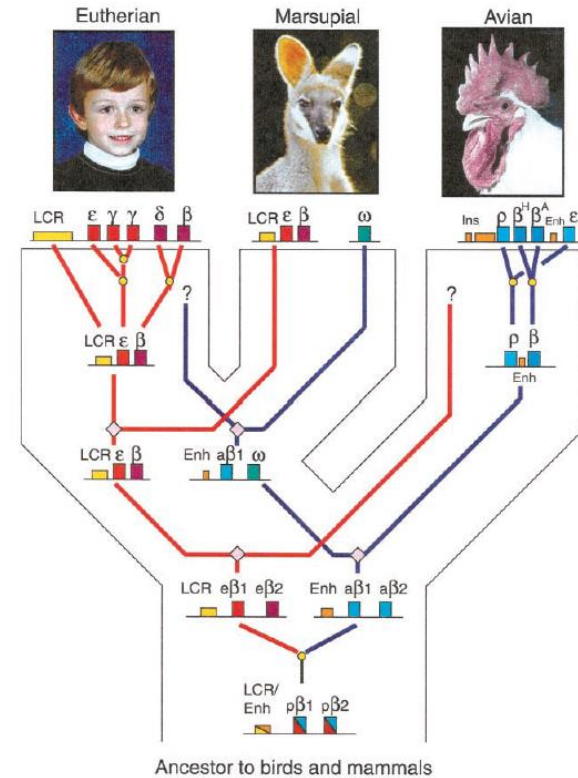 Eutherian Marsupial Avian
LCR ε γ γ δ β LCR ε β ω Ins ρ β^H β^A Enh ε
? ?
LCR ε β ρ β
Enh
LCR ε β Enh aβ1 ω
LCR eβ1 eβ2 Enh aβ1 aβ2
LCR/
Enh pβ1 pβ2
Ancestor to birds and mammals